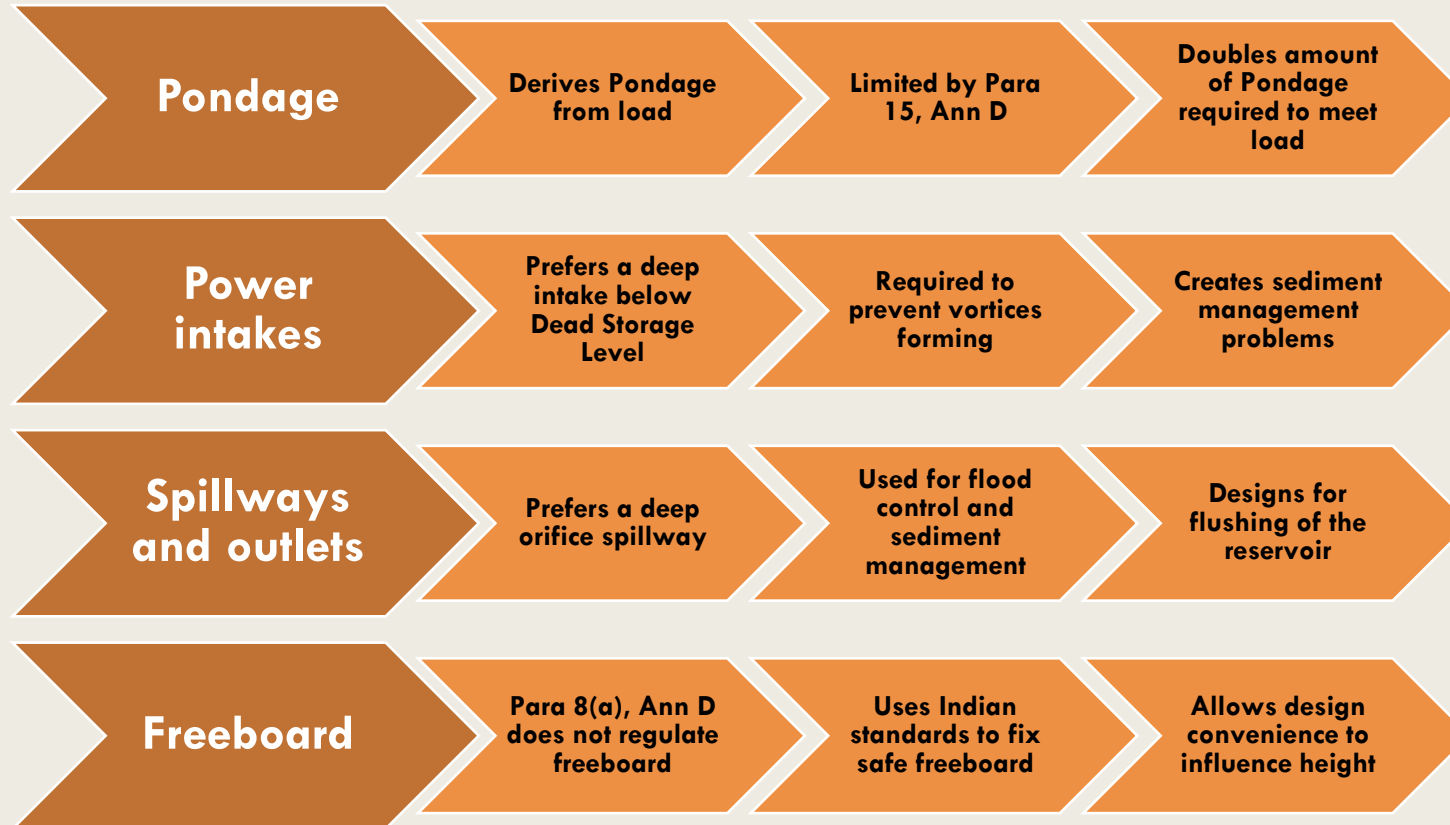 Pondage
Derives Pondage
from load
Limited by Para
15, Ann D
Doubles amount
of Pondage
required to meet
load
Power
intakes
Prefers a deep
intake below
Dead Storage
Level
Required to
prevent vortices
forming
Creates sediment
management
problems
Spillways
and outlets
Prefers a deep
orifice spillway
Used for flood
control and
sediment
management
Designs for
flushing of the
reservoir
Freeboard
Para 8(a), Ann D
does not regulate
freeboard
Uses Indian
standards to fix
safe freeboard
Allows design
convenience to
influence height